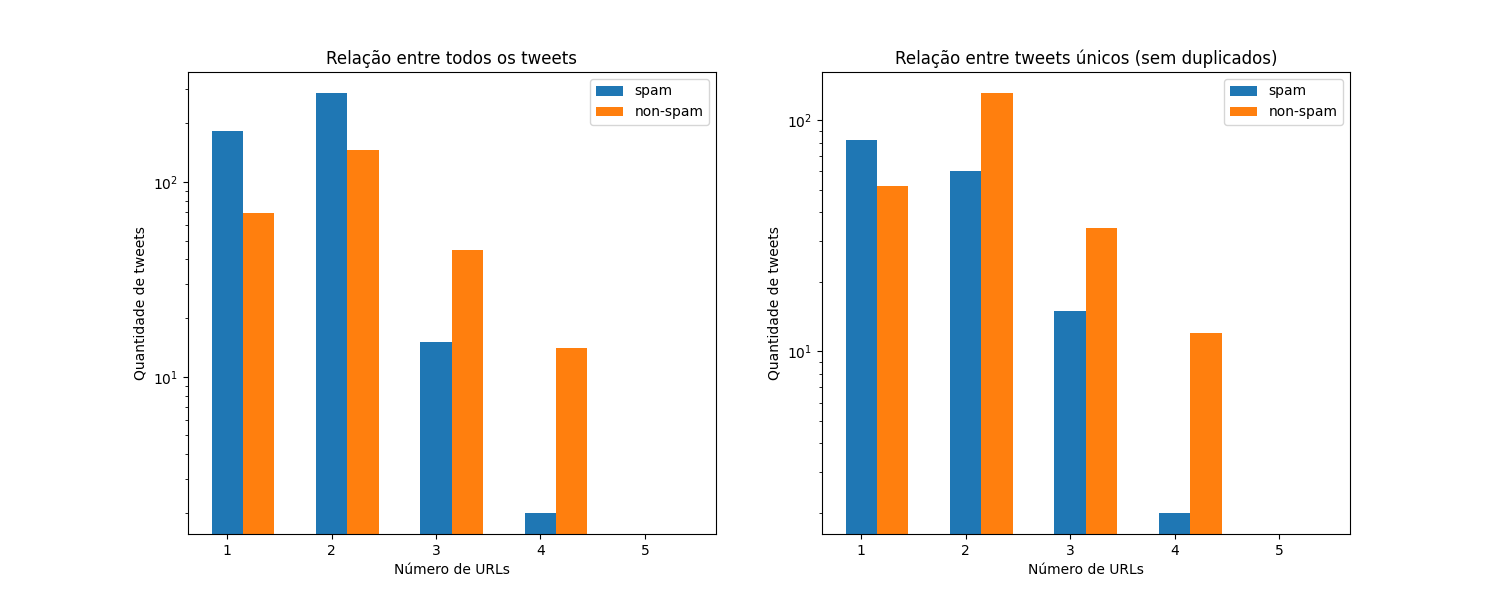 Relação entre todos os tweets
spam
non-spam
Quantidade de tweets
10²
10¹
1 2 3 4 5
Número de URLs
Relação entre tweets únicos (sem duplicados)
spam
non-spam
Quantidade de tweets
10²
10¹
1 2 3 4 5
Número de URLs